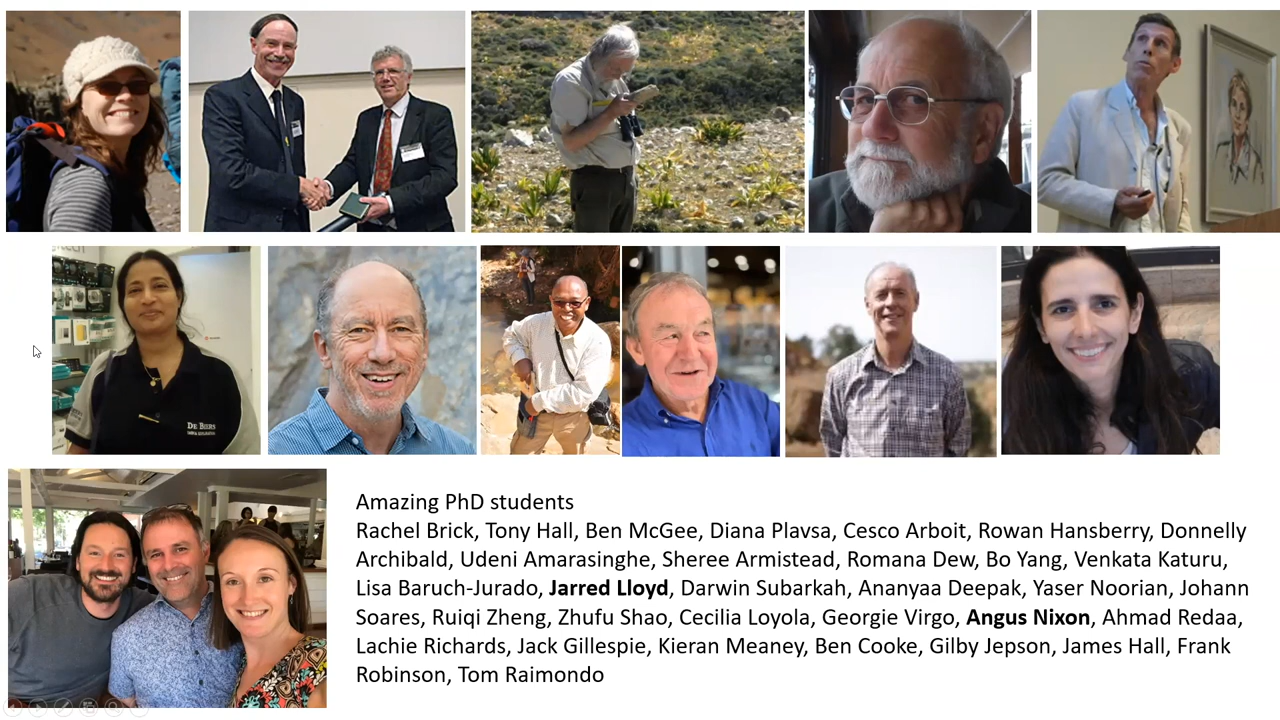 DE BEERS
Amazing PhD students
Rachel Brick, Tony Hall, Ben McGee, Diana Plavsa, Cesco Arboit, Rowan Hansberry, Donnelly
Archibald, Udeni Amarasinghe, Sheree Armistead, Romana Dew, Bo Yang, Venkata Katuru,
Lisa Baruch-Jurado, Jarred Lloyd, Darwin Subarkah, Ananyaa Deepak, Yaser Noorian, Johann
Soares, Ruiqi Zheng, Zhufu Shao, Cecilia Loyola, Georgie Virgo, Angus Nixon, Ahmad Redaa,
Lachie Richards, Jack Gillespie, Kieran Meaney, Ben Cooke, Gilby Jepson, James Hall, Frank
Robinson, Tom Raimondo